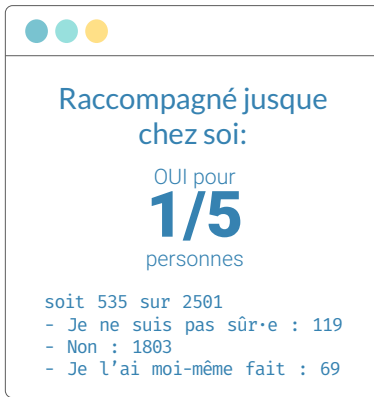 Raccompagné jusque
chez soi:
OUI pour
1/5
personnes
soit 535 sur 2501
- Je ne suis pas sûr·e : 119
- Non : 1803
- Je l'ai moi-même fait : 69